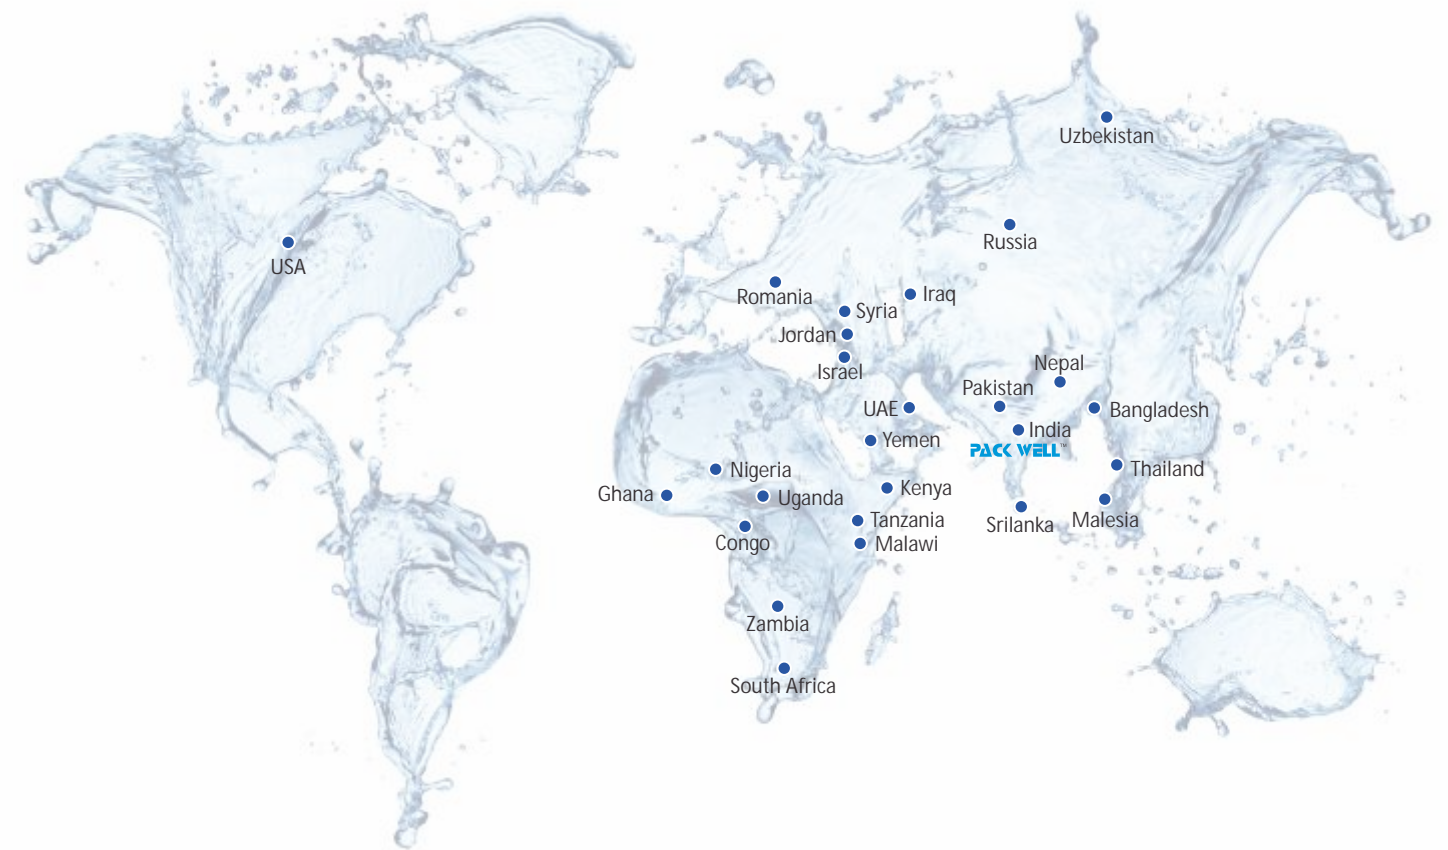 Uzbekistan
Russia
USA
Romania
Iraq
Syria
Jordan
Israel
Nepal
Pakistan
UAE
Bangladesh
India
Yemen
PACK WELL™
Nigeria
Thailand
Ghana
Uganda
Kenya
Tanzania
Srilanka
Malesia
Congo
Malawi
Zambia
South Africa